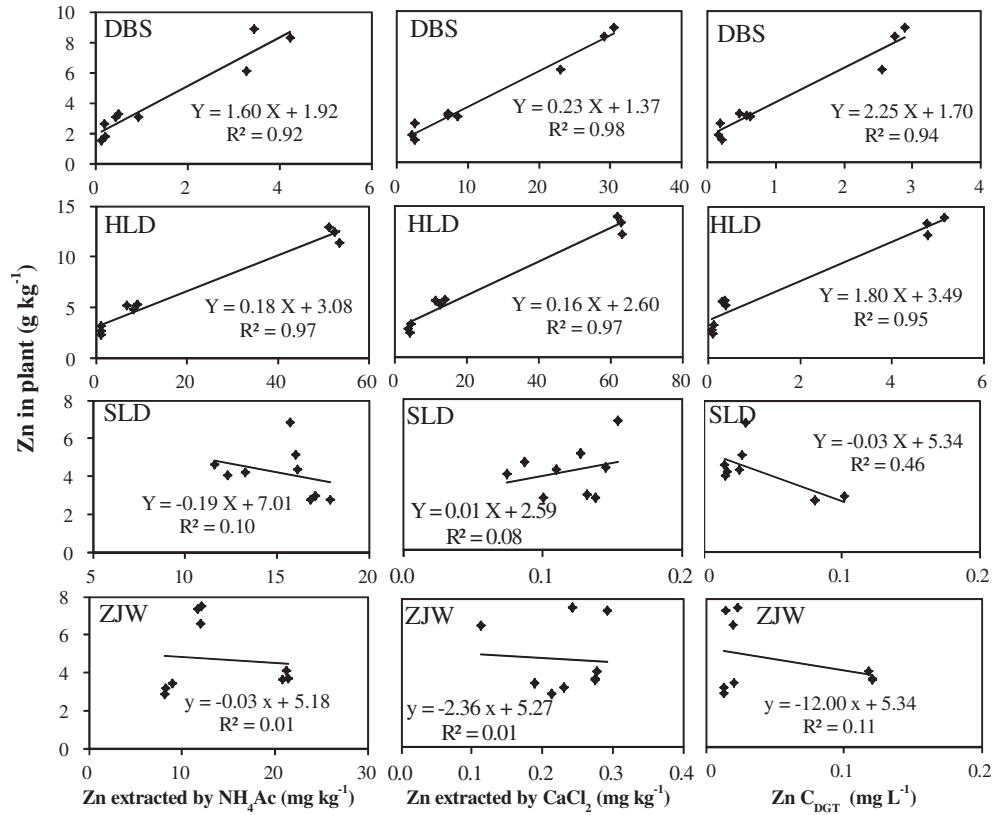 Zn in plant (g kg⁻¹)
10
8
6
4
2
0
DBS
Y = 1.60 X + 1.92
R² = 0.92
0 2 4 6
DBS
Y = 0.23 X + 1.37
R² = 0.98
0 10 20 30 40
DBS
Y = 2.25 X + 1.70
R² = 0.94
0 1 2 3 4
15
10
5
0
HLD
Y = 0.18 X + 3.08
R² = 0.97
0 20 40 60
HLD
Y = 0.16 X + 2.60
R² = 0.97
0 20 40 60 80
HLD
Y = 1.80 X + 3.49
R² = 0.95
0 2 4 6
8
6
4
2
0
SLD
Y = -0.19 X + 7.01
R² = 0.10
5 10 15 20
SLD
Y = 0.01 X + 2.59
R² = 0.08
0.0 0.1 0.2
SLD
Y = -0.03 X + 5.34
R² = 0.46
0 0.1 0.2
8
6
4
2
0
ZJW
y = -0.03 x + 5.18
R² = 0.01
0 10 20 30
ZJW
y = -2.36 x + 5.27
R² = 0.01
0.0 0.1 0.2 0.3 0.4
ZJW
y = -12.00 x + 5.34
R² = 0.11
0 0.1 0.2
Zn extracted by NH₄Ac (mg kg⁻¹)
Zn extracted by CaCl₂ (mg kg⁻¹)
Zn C_DGT (mg L⁻¹)